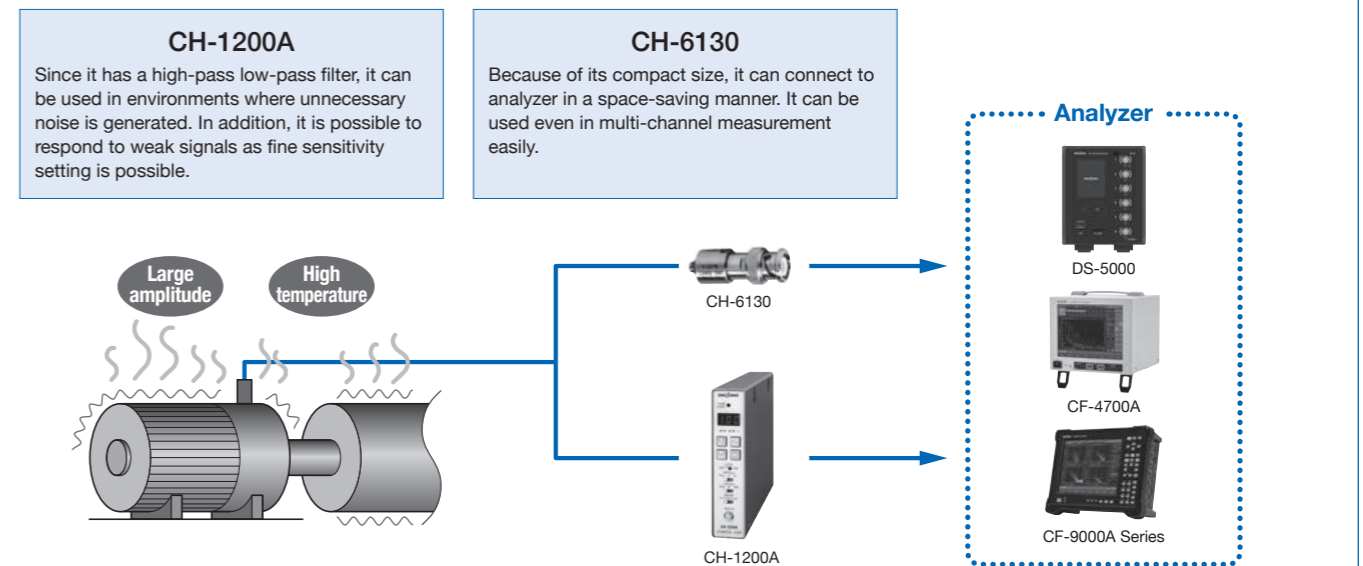 CH-1200A
Since it has a high-pass low-pass filter, it can
be used in environments where unnecessary
noise is generated. In addition, it is possible to
respond to weak signals as fine sensitivity
setting is possible.
CH-6130
Because of its compact size, it can connect to
analyzer in a space-saving manner. It can be
used even in multi-channel measurement
easily.
Analyzer
DS-5000
Large
amplitude
High
temperature
CH-6130
CF-4700A
CF-9000A Series
CH-1200A